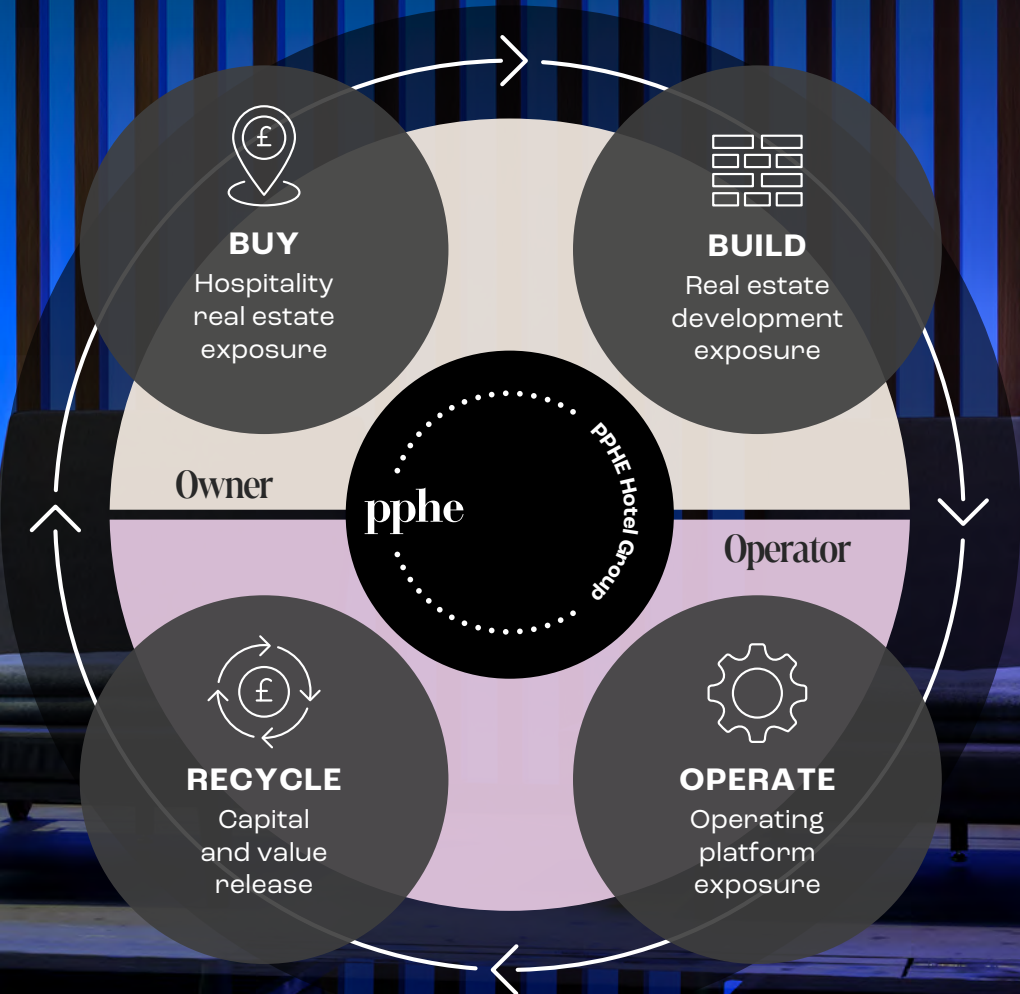 £
BUY
Hospitality
real estate
exposure
BUILD
Real estate
development
exposure
Owner
pphe
PPHE Hotel Group
Operator
£
RECYCLE
Capital
and value
release
OPERATE
Operating
platform
exposure